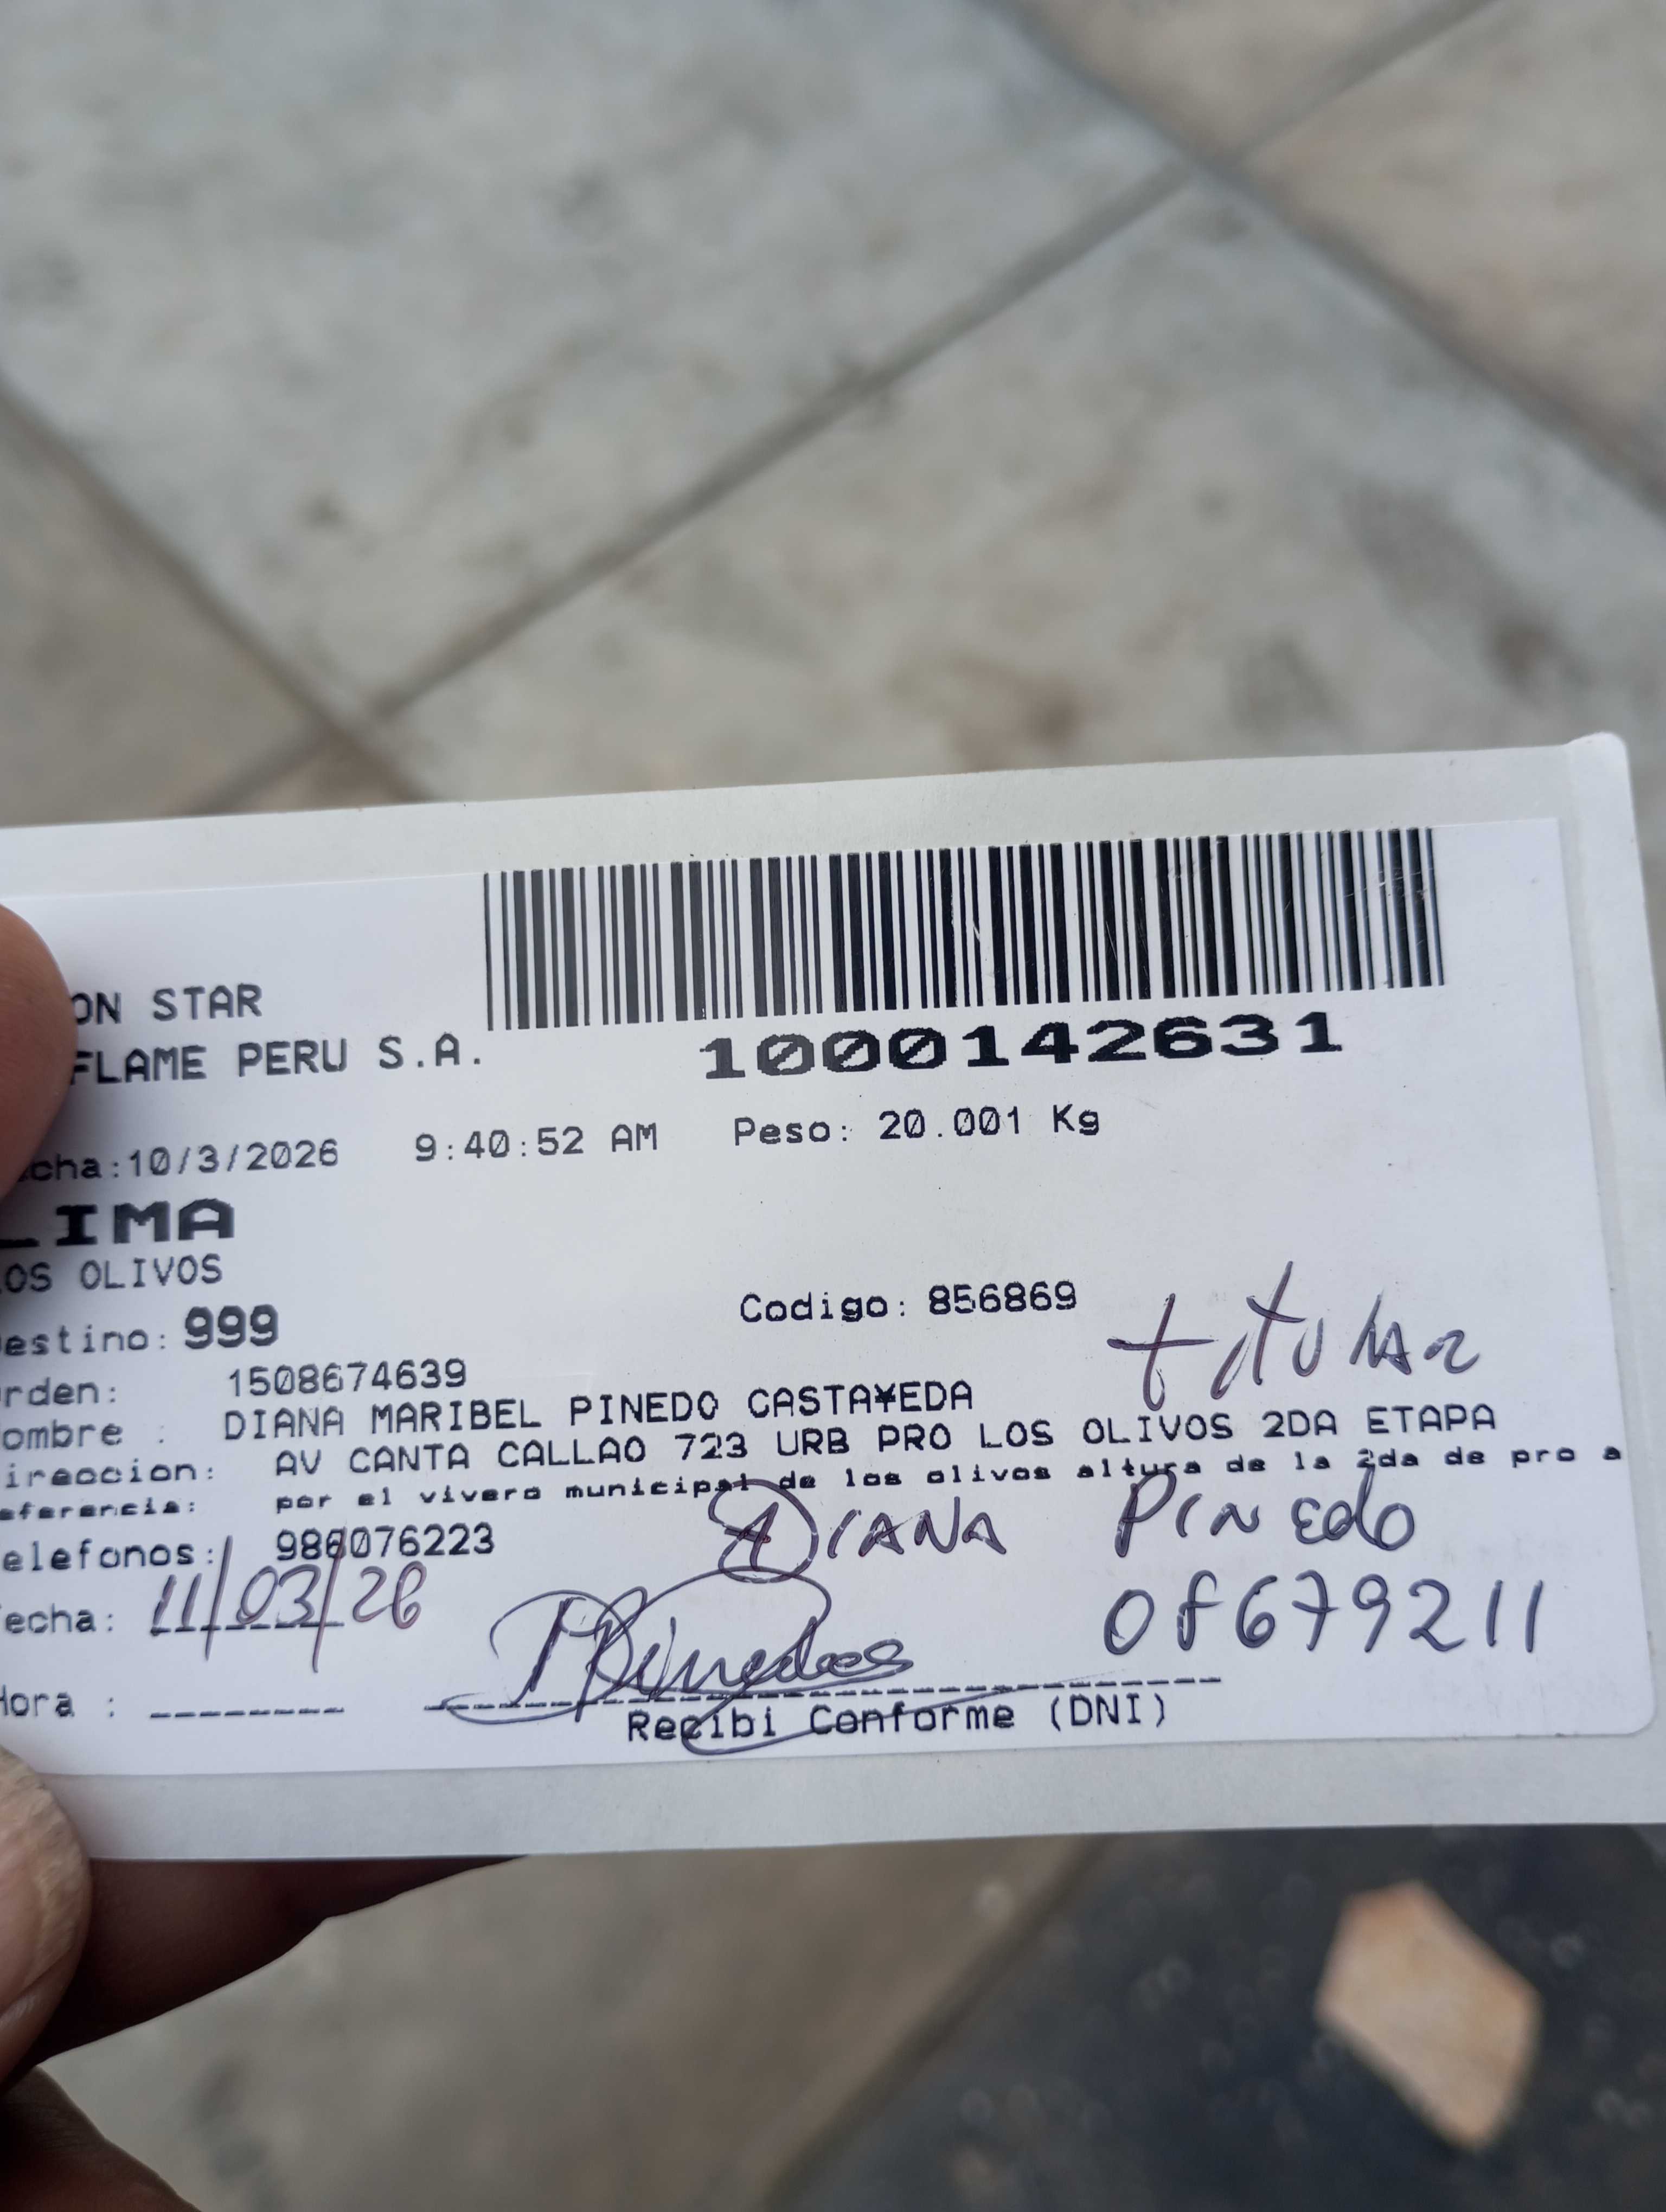 ON STAR
FLAME PERU S.A.
1000142631
cha:10/3/2026 9:40:52 AM Peso: 20.001 Kg
LIMA
OS OLIVOS
Codigo: 856869
estino: 999
titular
rden: 1508674639
ombre : DIANA MARIBEL PINEDO CASTA¥EDA
ireccion: AV CANTA CALLAO 723 URB PRO LOS OLIVOS 2DA ETAPA
eferencia: por el vivero municipal de los olivos altura de la 2da de pro a
elefonos: 986076223
DIANA PINEDO
echa: 11/03/26
08679211
Hora :
Recibi Conforme (DNI)